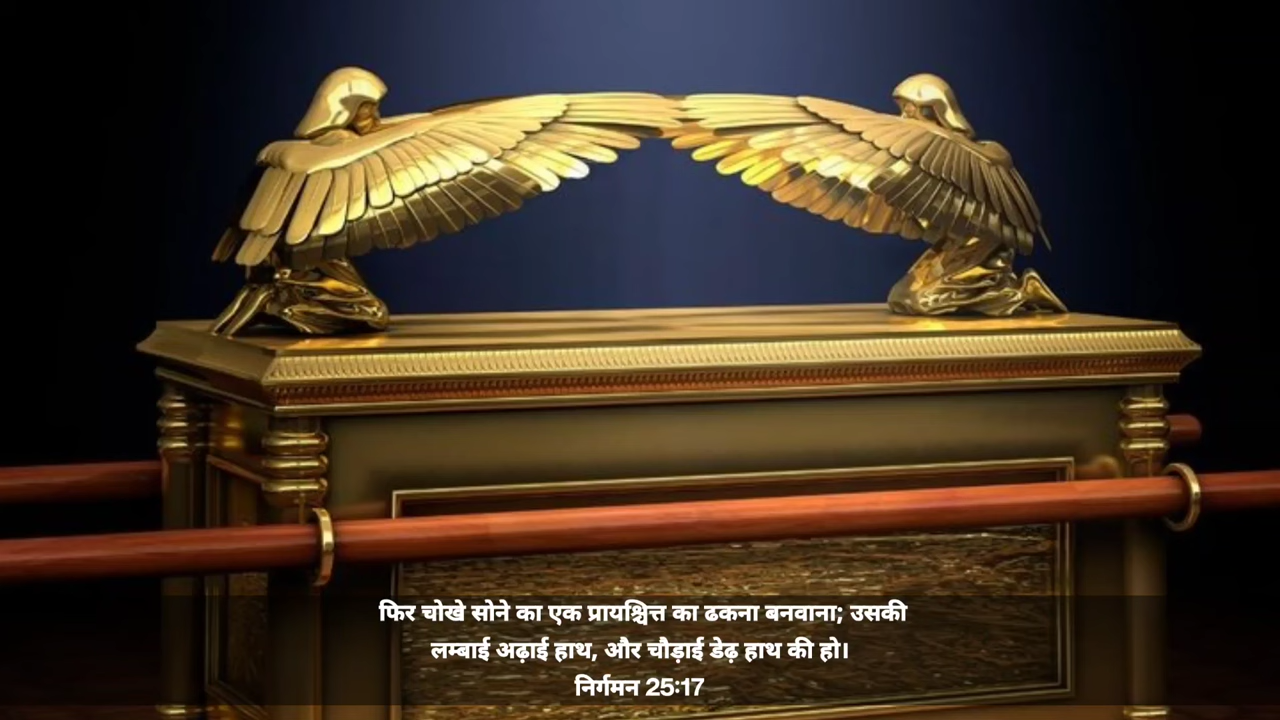 फिर चोखे सोने का एक प्रायश्चित्त का ढकना बनवाना; उसकी
लम्बाई अढ़ाई हाथ, और चौड़ाई डेढ़ हाथ की हो।
निर्गमन 25:17